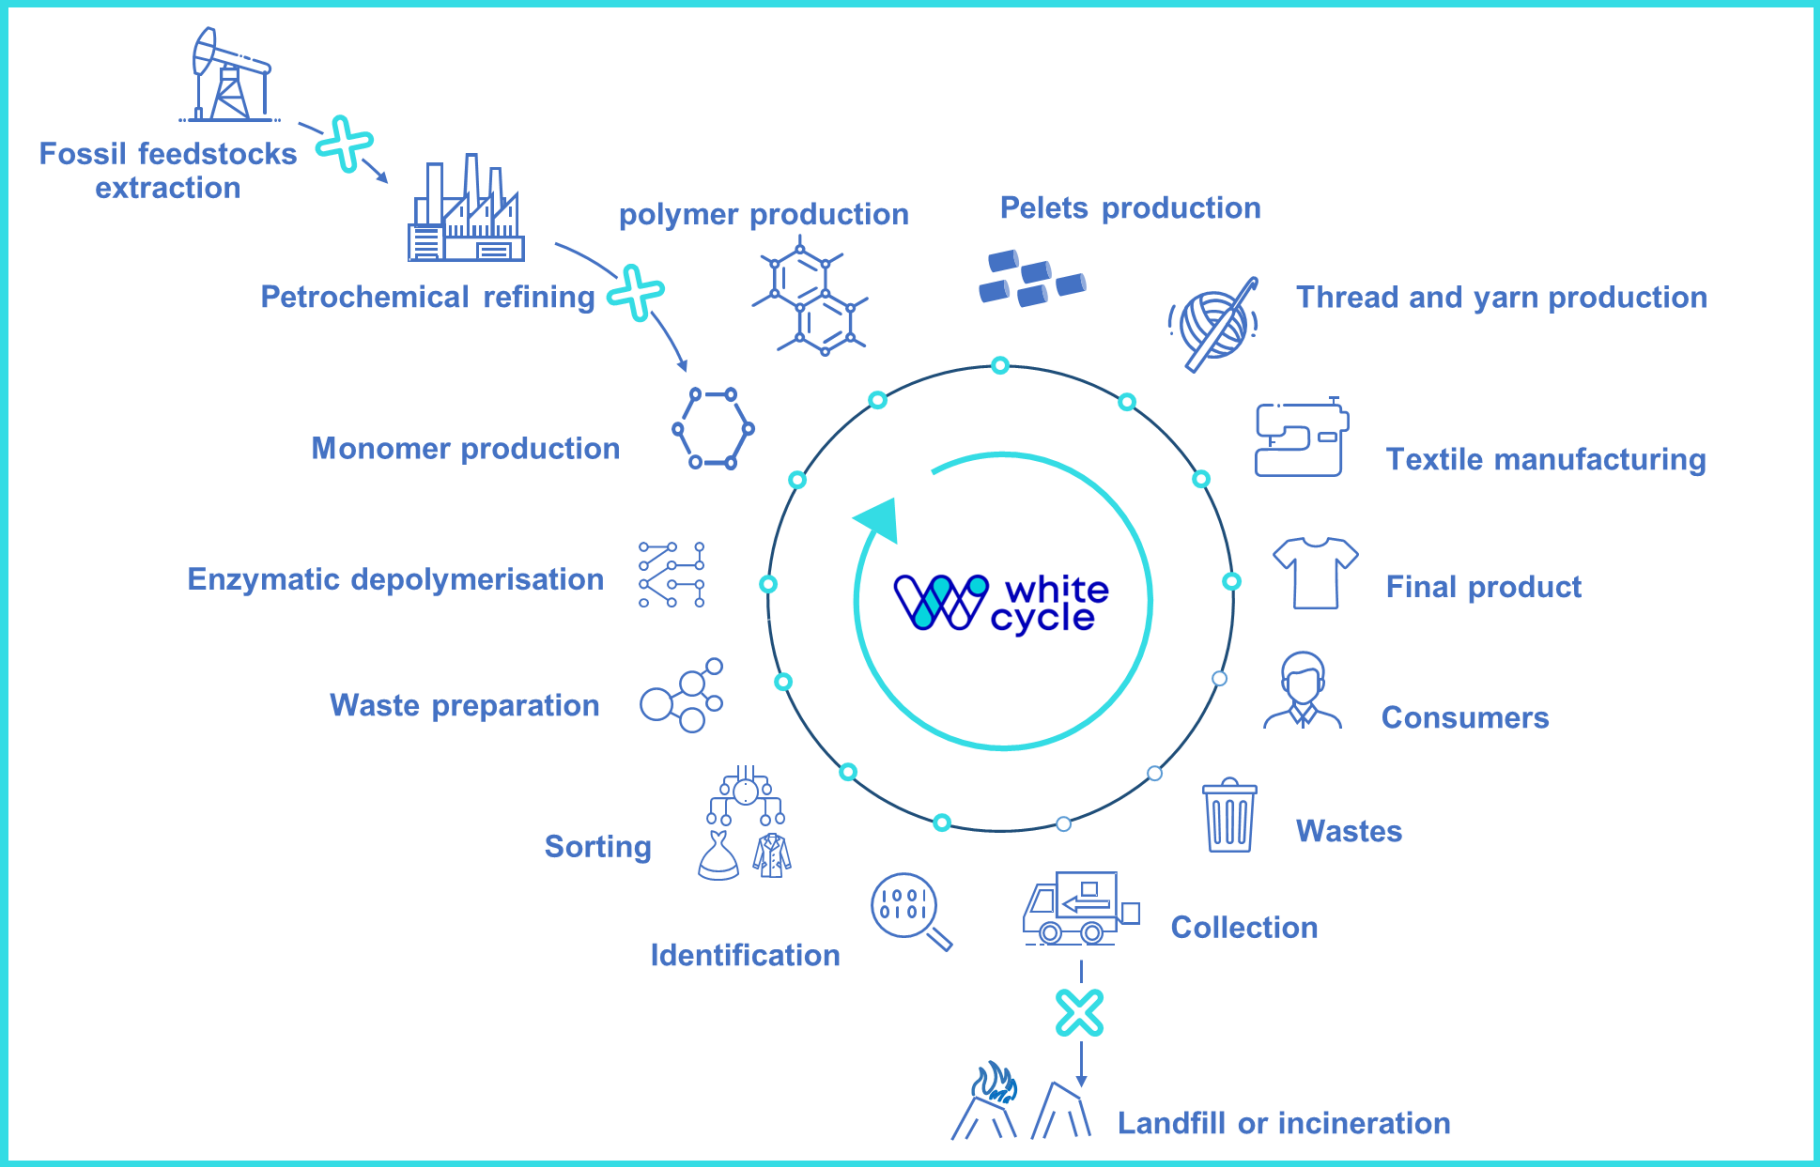 Fossil feedstocks
extraction
Petrochemical refining
polymer production
Pelets production
Thread and yarn production
Monomer production
Textile manufacturing
Enzymatic depolymerisation
white
cycle
Final product
Waste preparation
Consumers
Sorting
Wastes
1001
0101
Identification
Collection
Landfill or incineration